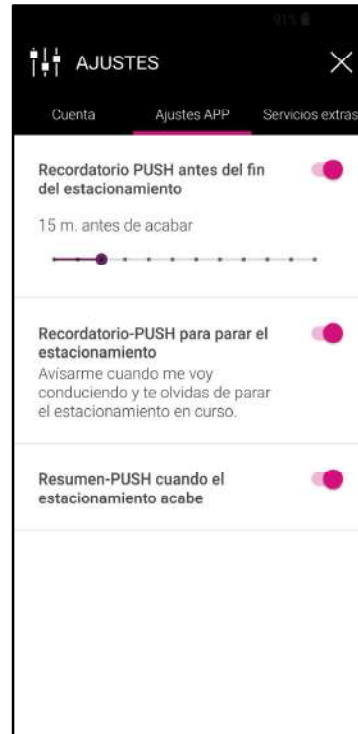 91%
AJUSTES
Cuenta Ajustes APP Servicios extras
Recordatorio PUSH antes del fin
del estacionamiento
15 m. antes de acabar
Recordatorio-PUSH para parar el
estacionamiento
Avísarme cuando me voy
conduciendo y te olvidas de parar
el estacionamiento en curso.
Resumen-PUSH cuando el
estacionamiento acabe